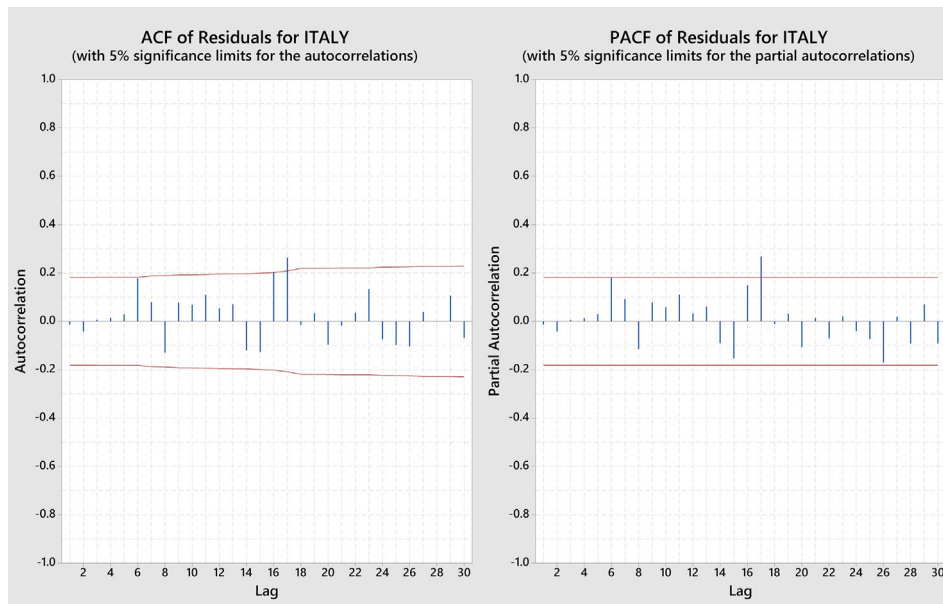 ACF of Residuals for ITALY
(with 5% significance limits for the autocorrelations)
1.0
0.8
0.6
0.4
0.2
0.0
-0.2
-0.4
-0.6
-0.8
-1.0
Autocorrelation
2 4 6 8 10 12 14 16 18 20 22 24 26 28 30
Lag
PACF of Residuals for ITALY
(with 5% significance limits for the partial autocorrelations)
1.0
0.8
0.6
0.4
0.2
0.0
-0.2
-0.4
-0.6
-0.8
-1.0
Partial Autocorrelation
2 4 6 8 10 12 14 16 18 20 22 24 26 28 30
Lag